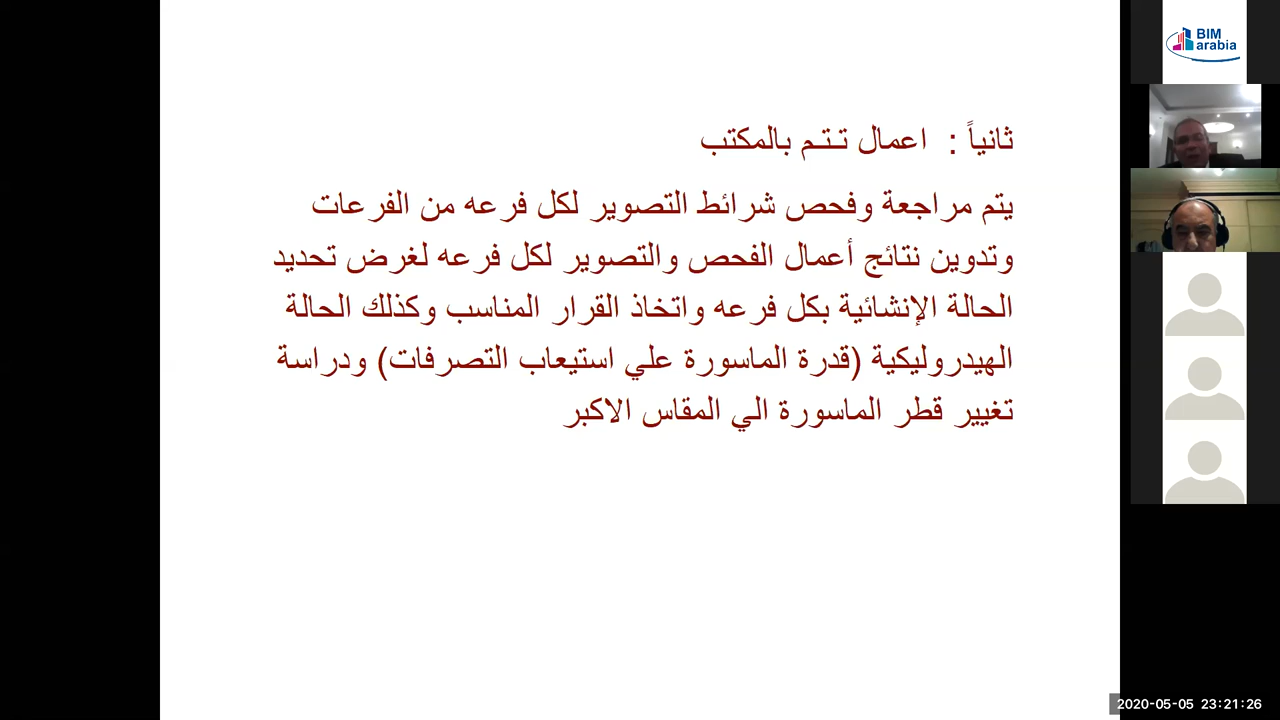 ثانياً : اعمال تـتـم بالمكتب
يتم مراجعة وفحص شرائط التصوير لكل فرعه من الفرعات
وتدوين نتائج أعمال الفحص والتصوير لكل فرعه لغرض تحديد
الحالة الإنشائية بكل فرعه واتخاذ القرار المناسب وكذلك الحالة
الهيدروليكية (قدرة الماسورة علي استيعاب التصرفات) ودراسة
تغيير قطر الماسورة الي المقاس الاكبر
BIM
arabia
2020-05-05 23:21:26